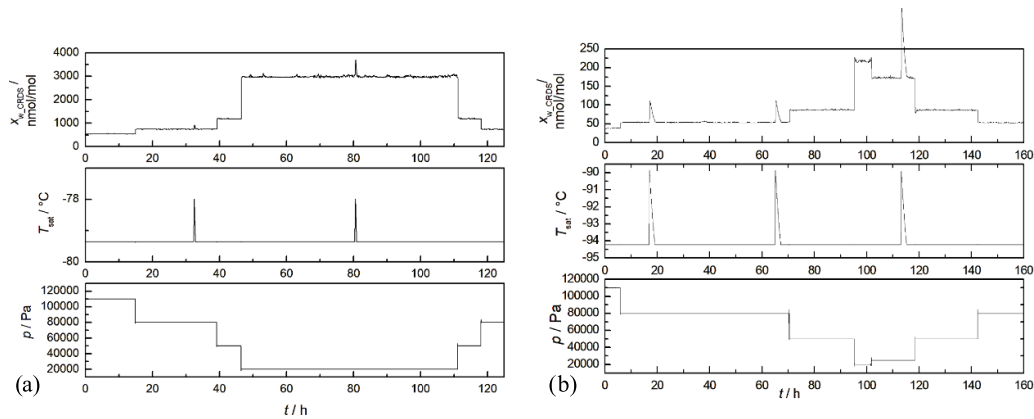 x_w_CRDS /
nmol/mol
4000
3000
2000
1000
0
0 20 40 60 80 100 120
T_sat / °C
-78
-80
0 20 40 60 80 100 120
p / Pa
120000
100000
80000
60000
40000
20000
0 20 40 60 80 100 120
t / h
(a)
x_w_CRDS /
nmol/mol
250
200
150
100
50
0
0 20 40 60 80 100 120 140 160
T_sat / °C
-90
-91
-92
-93
-94
-95
0 20 40 60 80 100 120 140 160
p / Pa
120000
100000
80000
60000
40000
20000
0 20 40 60 80 100 120 140 160
t / h
(b)